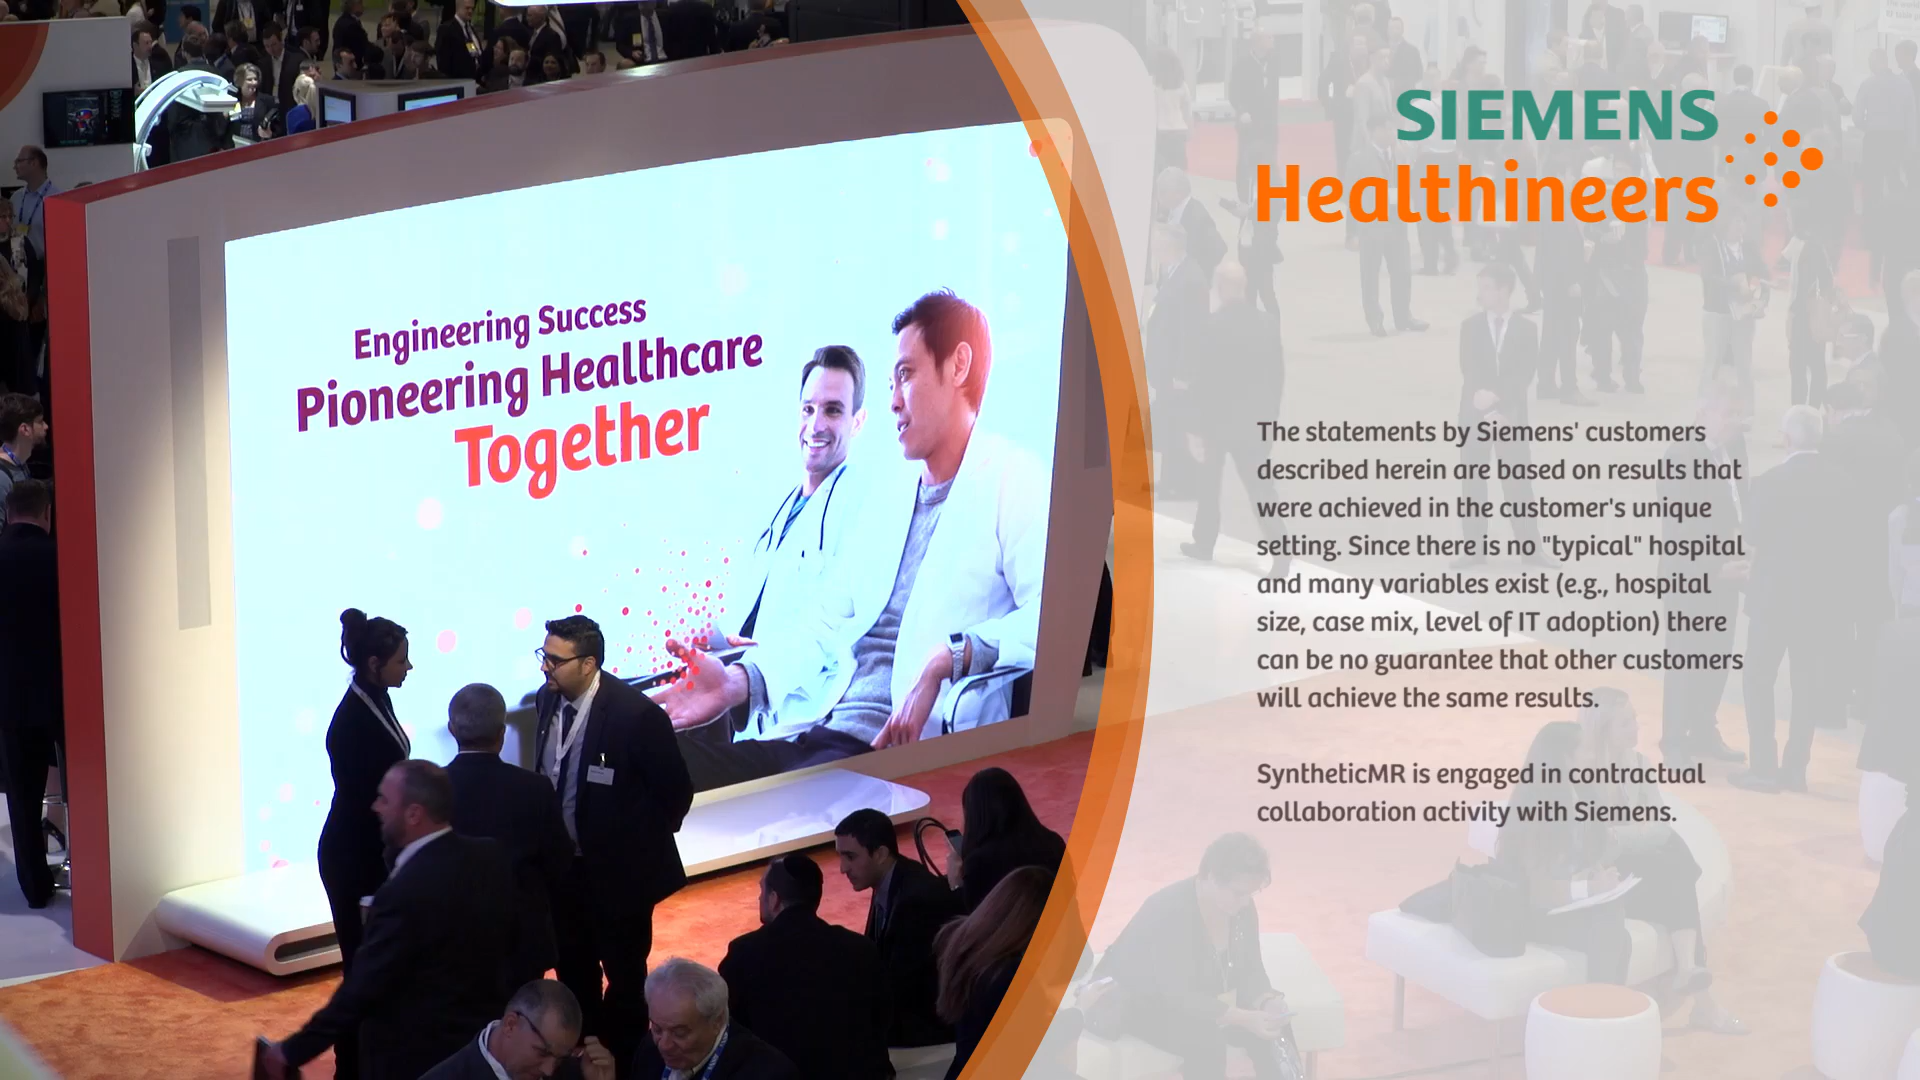 Engineering Success
Pioneering Healthcare
Together
SIEMENS
Healthineers
The statements by Siemens' customers
described herein are based on results that
were achieved in the customer's unique
setting. Since there is no "typical" hospital
and many variables exist (e.g., hospital
size, case mix, level of IT adoption) there
can be no guarantee that other customers
will achieve the same results.
SyntheticMR is engaged in contractual
collaboration activity with Siemens.